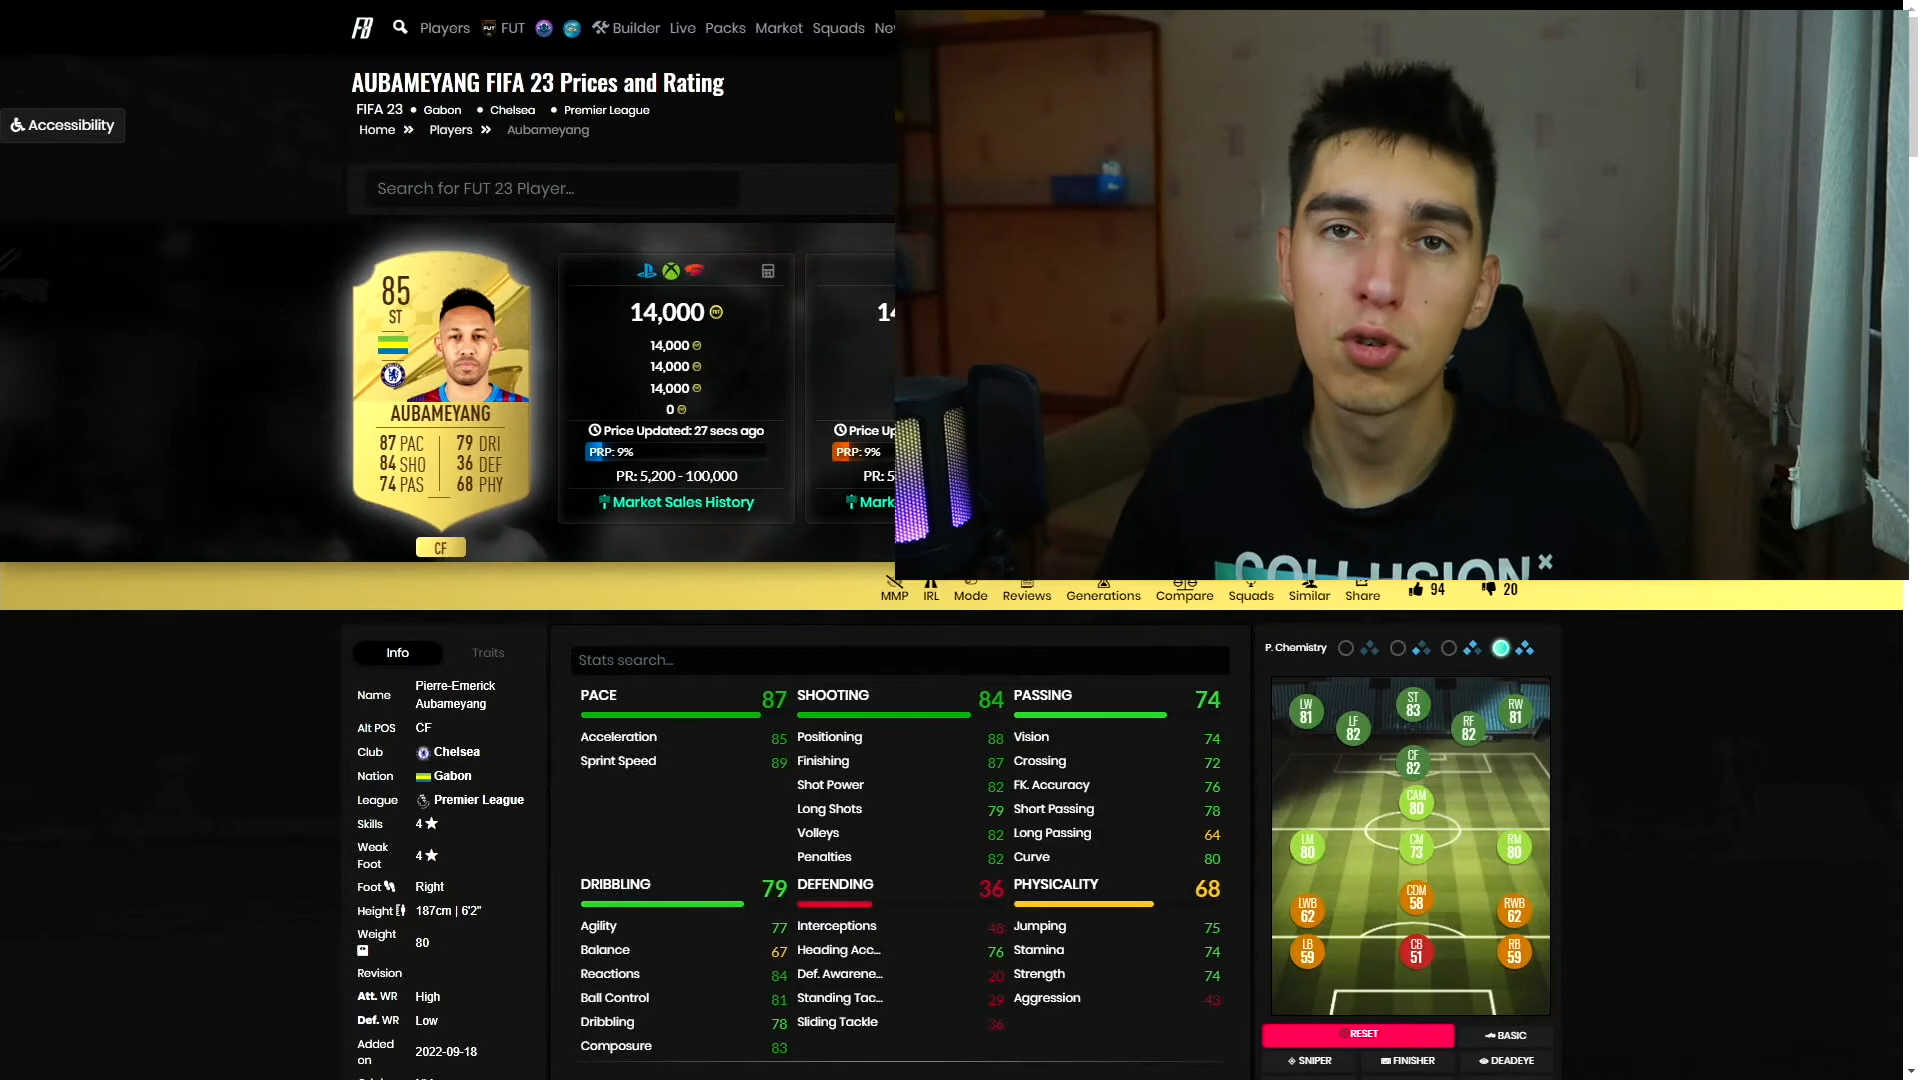 Players FUT Builder Live Packs Market Squads
AUBAMEYANG FIFA 23 Prices and Rating
FIFA 23 • Gabon • Chelsea • Premier League
Home » Players » Aubameyang
Accessibility
Search for FUT 23 Player...
85
ST
AUBAMEYANG
87 PAC 79 DRI
84 SHO 36 DEF
74 PAS 68 PHY
CF
14,000
14,000
14,000
14,000
0
Price Updated: 27 secs ago
PRP: 9%
PR: 5,200 - 100,000
Market Sales History
PRP: 9%
COLLUSION
MMP IRL Mode Reviews Generations Compare Squads Similar Share 94 20
Info Traits
Name Pierre-Emerick Aubameyang
Alt POS CF
Club Chelsea
Nation Gabon
League Premier League
Skills 4
Weak Foot 4
Foot Right
Height 187cm | 6'2"
Weight 80
Revision
Att. WR High
Def. WR Low
Added on 2022-09-18
Stats search...
PACE 87
Acceleration 85
Sprint Speed 89
SHOOTING 84
Positioning 88
Finishing 87
Shot Power 82
Long Shots 79
Volleys 82
Penalties 82
PASSING 74
Vision 74
Crossing 72
FK. Accuracy 76
Short Passing 78
Long Passing 64
Curve 80
DRIBBLING 79
Agility 77
Balance 67
Reactions 84
Ball Control 81
Dribbling 78
Composure 83
DEFENDING 36
Interceptions 48
Heading Acc... 76
Def. Awarene... 20
Standing Tac... 29
Sliding Tackle 36
PHYSICALITY 68
Jumping 75
Stamina 74
Strength 74
Aggression 43
P. Chemistry
LW 81
ST 83
RW 81
LF 82
RF 82
CF 82
CAM 80
LM 80
CM 73
RM 80
CDM 58
LWB 62
RWB 62
LB 59
CB 51
RB 59
RESET BASIC
SNIPER FINISHER DEADEYE